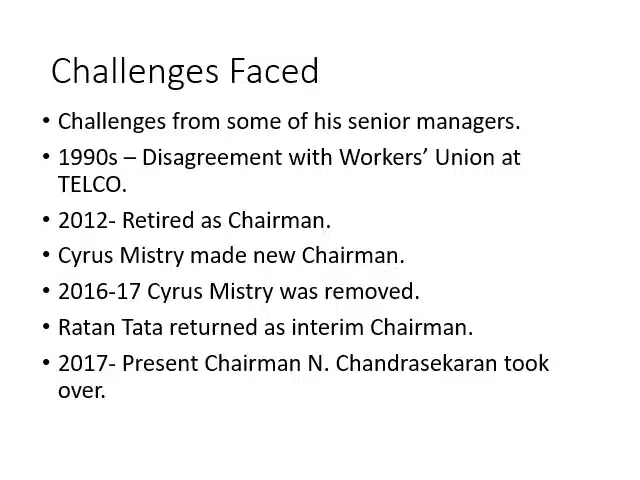 Challenges Faced
• Challenges from some of his senior managers.
• 1990s – Disagreement with Workers’ Union at
TELCO.
• 2012- Retired as Chairman.
• Cyrus Mistry made new Chairman.
• 2016-17 Cyrus Mistry was removed.
• Ratan Tata returned as interim Chairman.
• 2017- Present Chairman N. Chandrasekaran took
over.